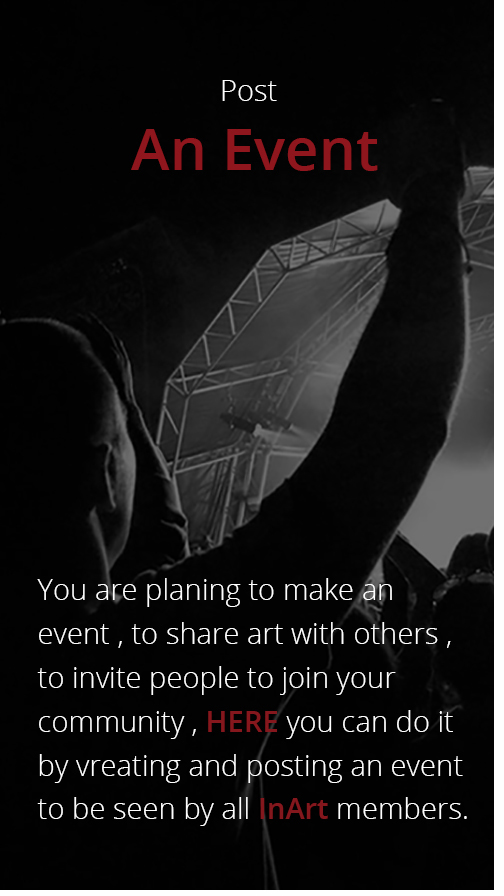 Post
An Event
You are planing to make an
event , to share art with others ,
to invite people to join your
community , HERE you can do it
by vreating and posting an event
to be seen by all InArt members.